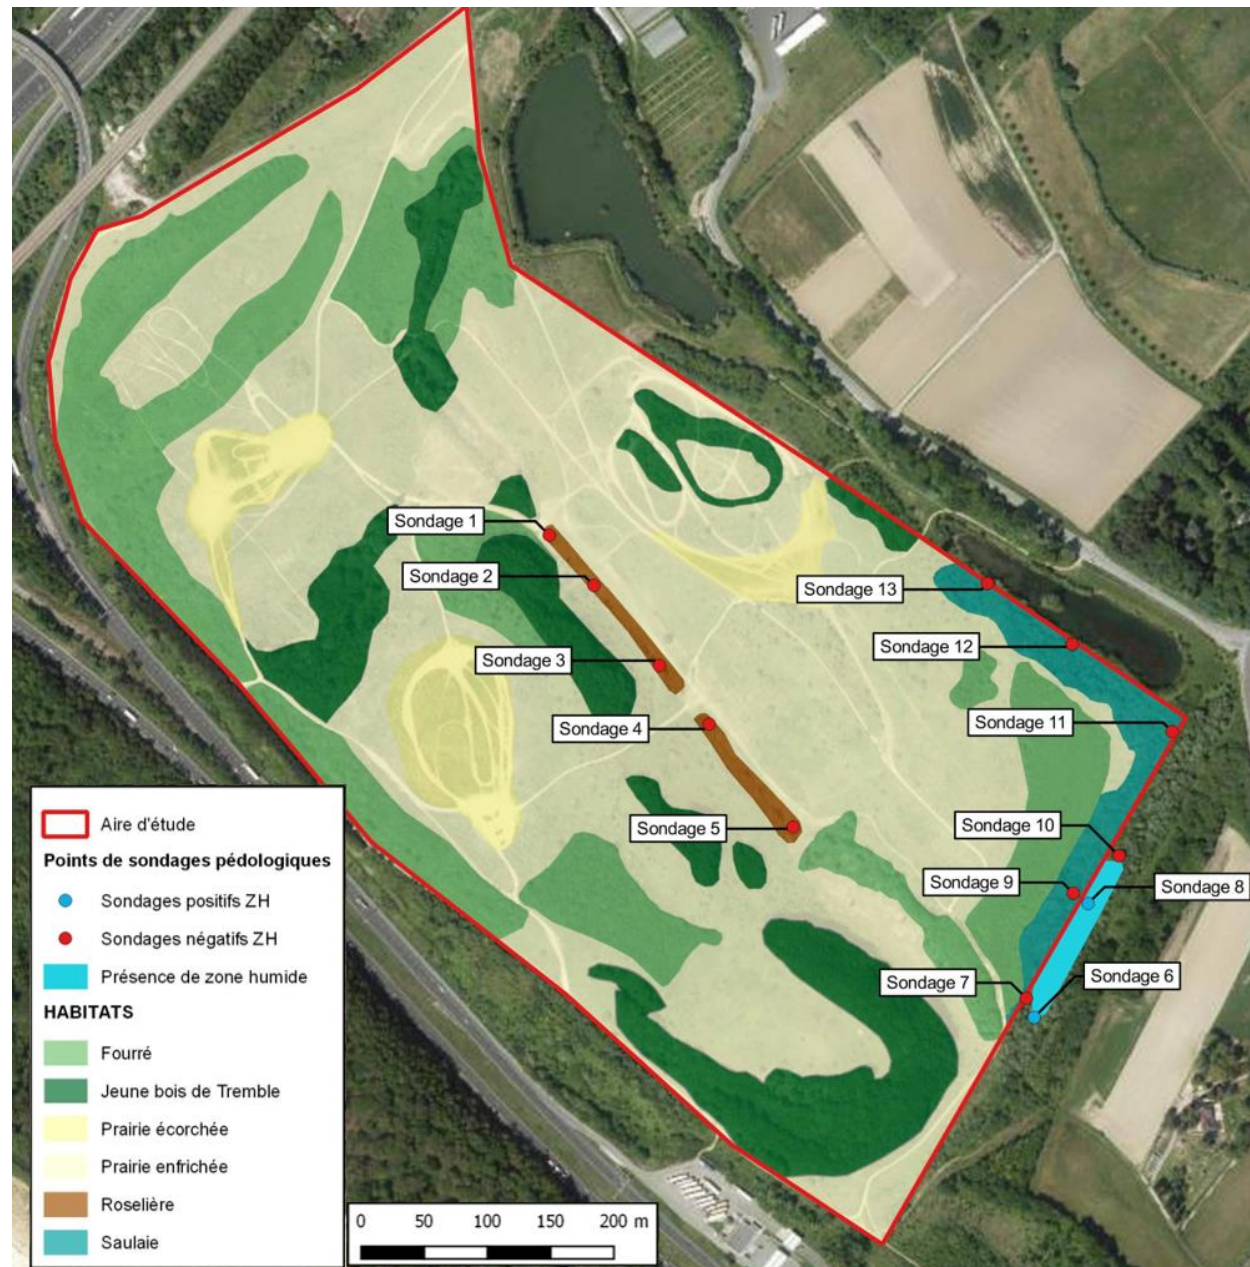 Sondage 1
Sondage 2
Sondage 13
Sondage 3
Sondage 12
Sondage 4
Sondage 11
Sondage 5
Sondage 10
Sondage 9
Sondage 8
Sondage 7
Sondage 6
Aire d'étude
Points de sondages pédologiques
Sondages positifs ZH
Sondages négatifs ZH
Présence de zone humide
HABITATS
Fourré
Jeune bois de Tremble
Prairie écorchée
Prairie enfrichée
Roselière
Saulaie
0 50 100 150 200 m